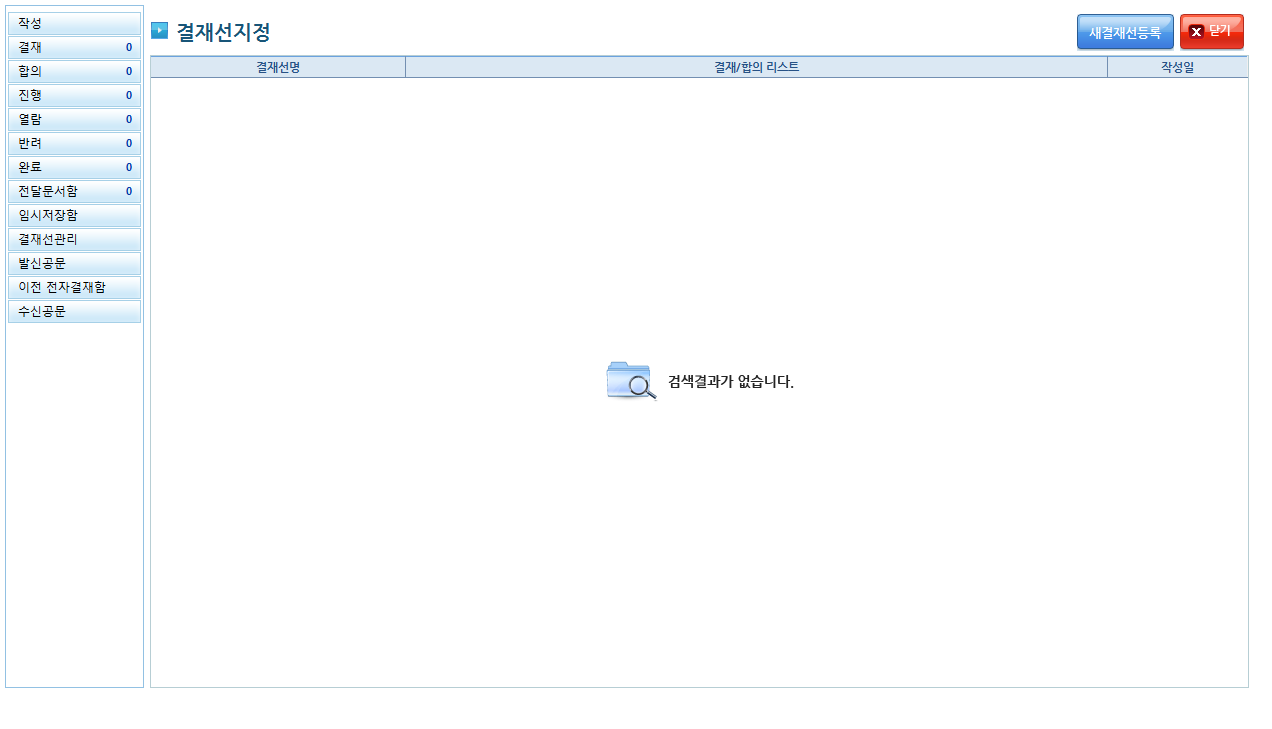 작성
결재 0
합의 0
진행 0
열람 0
반려 0
완료 0
전달문서함 0
임시저장함
결재선관리
발신공문
이전 전자결재함
수신공문
결재선지정
새결재선등록 닫기
결재선명 결재/합의 리스트 작성일
검색결과가 없습니다.